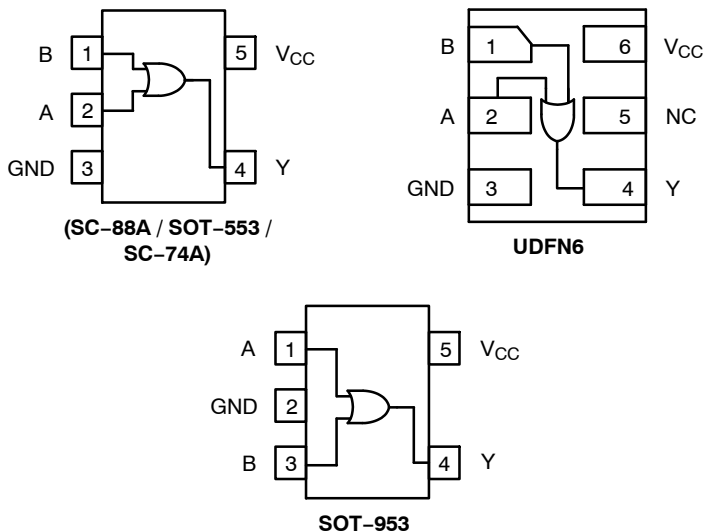 B 1 5 VCC
A 2
GND 3 4 Y
(SC−88A / SOT−553 /
SC−74A)
B 1 6 VCC
A 2 5 NC
GND 3 4 Y
UDFN6
A 1 5 VCC
GND 2
B 3 4 Y
SOT−953